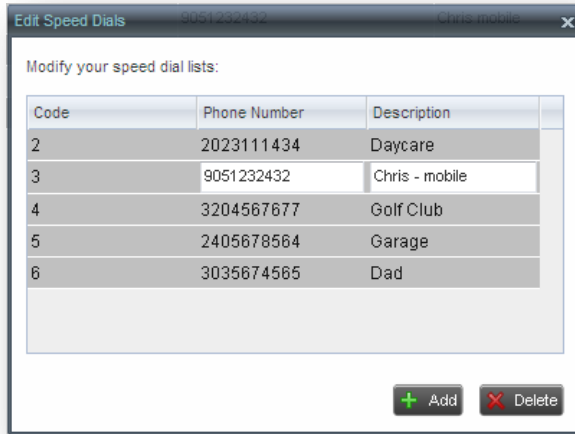 Edit Speed Dials 9051232432 Chris mobile x
Modify your speed dial lists:
Code Phone Number Description
2 2023111434 Daycare
3 9051232432 Chris - mobile
4 3204567677 Golf Club
5 2405678564 Garage
6 3035674565 Dad
Add Delete